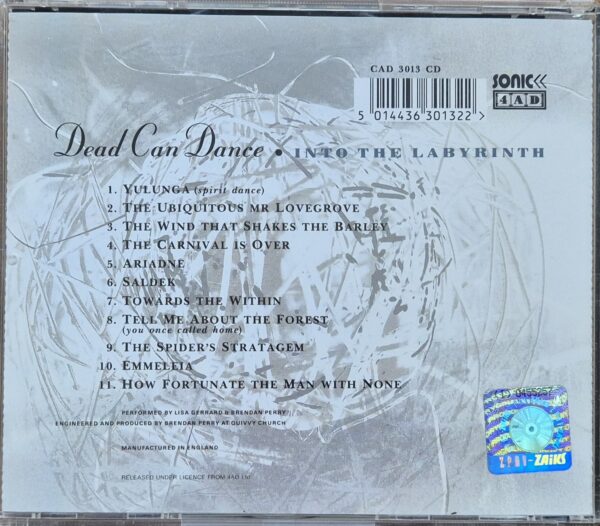 CAD 3013 CD
SONIC
4AD
5 014436 301322 >
Dead Can Dance • INTO THE LABYRINTH
1. YULUNGA (spirit dance)
2. THE UBIQUITOUS MR LOVEGROVE
3. THE WIND THAT SHAKES THE BARLEY
4. THE CARNIVAL IS OVER
5. ARIADNE
6. SALDEK
7. TOWARDS THE WITHIN
8. TELL ME ABOUT THE FOREST
(you once called home)
9. THE SPIDER'S STRATAGEM
10. EMMELEIA
11. HOW FORTUNATE THE MAN WITH NONE
PERFORMED BY LISA GERRARD & BRENDAN PERRY
ENGINEERED AND PRODUCED BY BRENDAN PERRY AT QUIVVY CHURCH
MANUFACTURED IN ENGLAND
RELEASED UNDER LICENCE FROM 4AD Ltd
ZPAV-ZAiKS